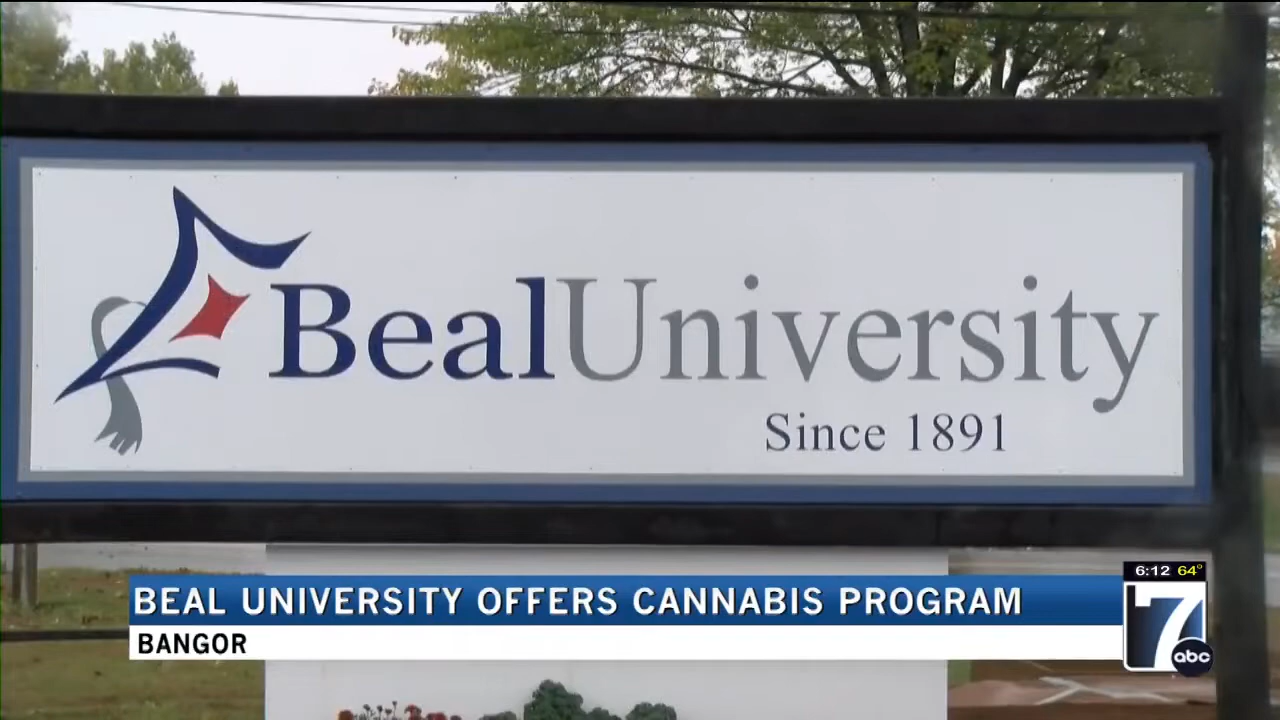 BealUniversity
Since 1891
BEAL UNIVERSITY OFFERS CANNABIS PROGRAM
BANGOR
6:12 64°
7
abc